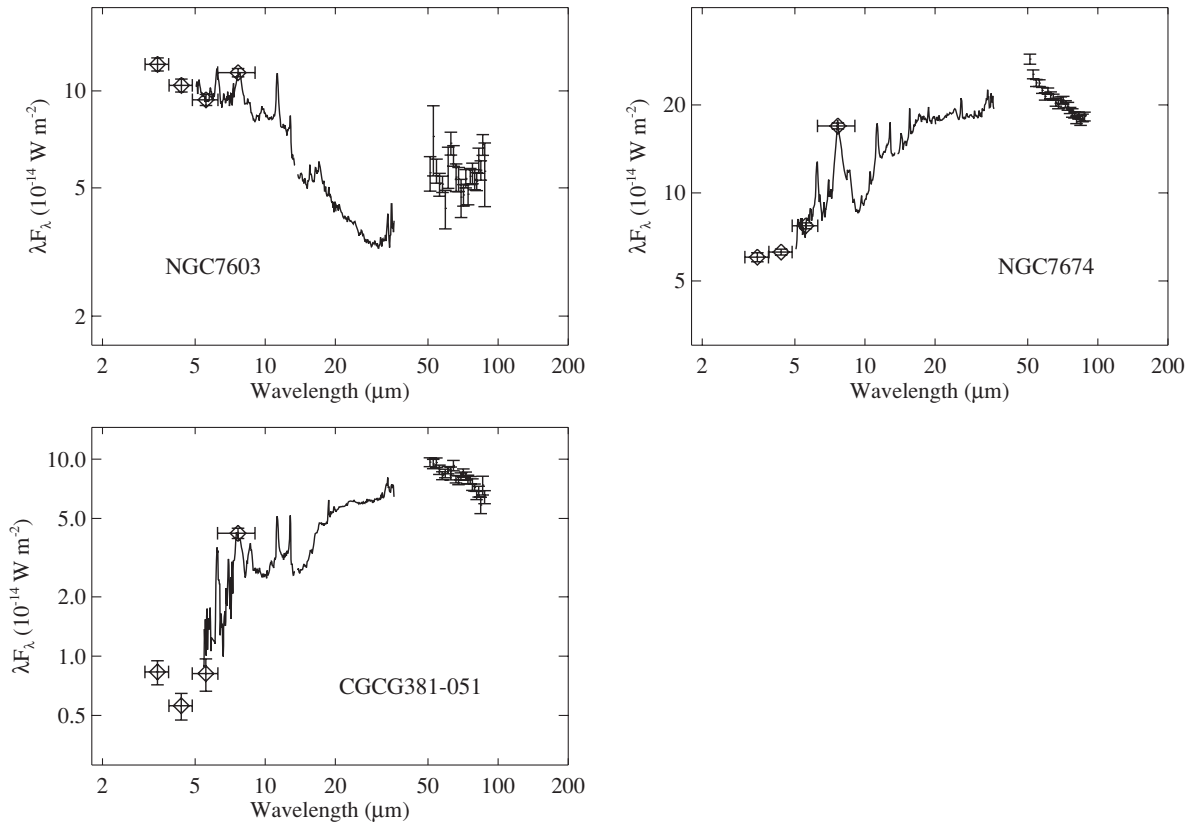 10
5
2
λFλ (10⁻¹⁴ W m⁻²)
NGC7603
2 5 10 20 50 100 200
Wavelength (μm)
20
10
5
λFλ (10⁻¹⁴ W m⁻²)
NGC7674
2 5 10 20 50 100 200
Wavelength (μm)
10.0
5.0
2.0
1.0
0.5
λFλ (10⁻¹⁴ W m⁻²)
CGCG381-051
2 5 10 20 50 100 200
Wavelength (μm)